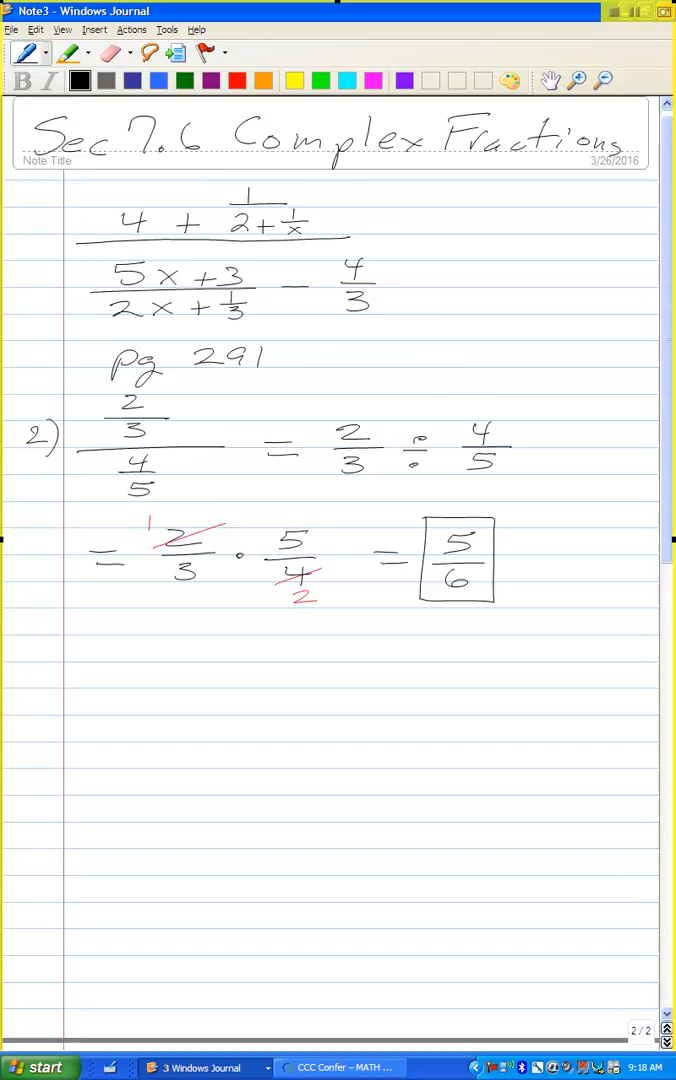 Note3 - Windows Journal
File Edit View Insert Actions Tools Help
B I
Sec 7.6 Complex Fractions
Note Title
3/26/2016
1
4 + 2 + 1/x
5x + 3 - 4
2x + 1/3 3
pg 291
2) 2/3 / 4/5 = 2/3 ÷ 4/5
1
= 2/3 · 5/4 = 5/6
2
2/2
start 3 Windows Journal CCC Confer – MATH ... 9:18 AM